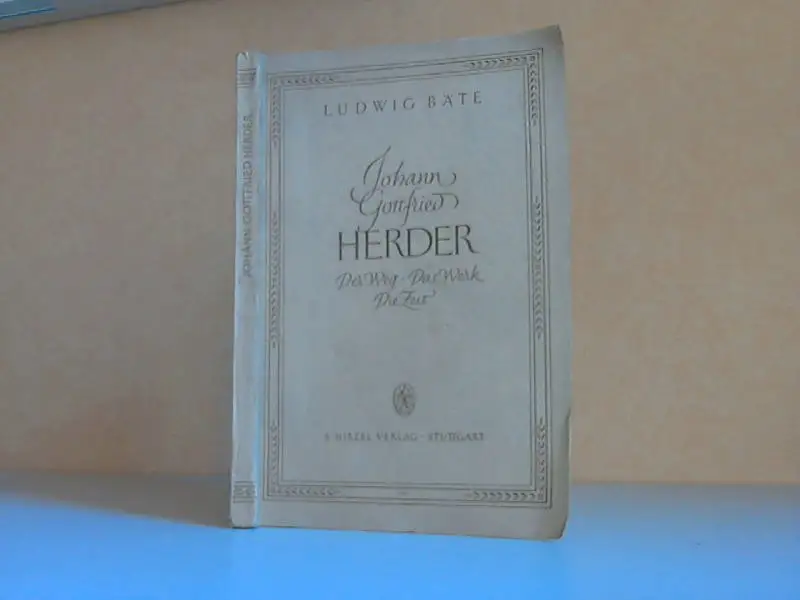 LUDWIG BÄTE
Johann
Gottfried
HERDER
Der Weg · Das Werk
Die Zeit
S. HIRZEL VERLAG · STUTTGART
JOHANN GOTTFRIED HERDER